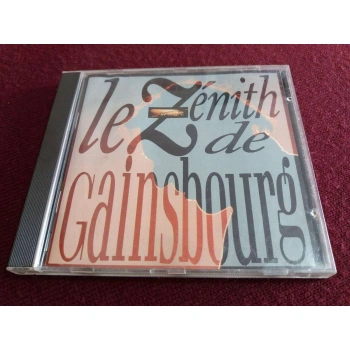 le Zénith
de
Gainsbourg